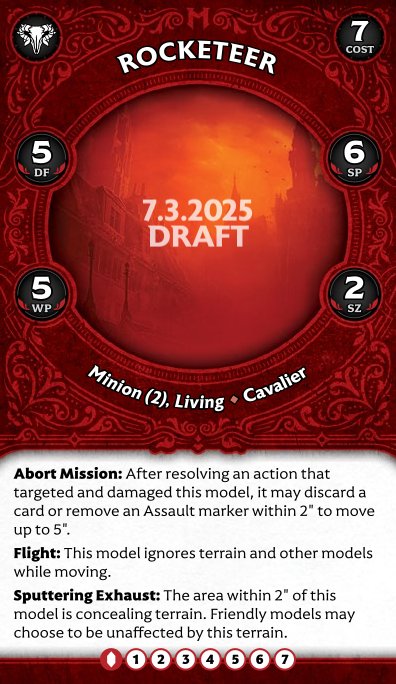 ROCKETEER
7
COST
5
DF
6
SP
7.3.2025
DRAFT
5
WP
2
SZ
Minion (2), Living • Cavalier
Abort Mission: After resolving an action that
targeted and damaged this model, it may discard a
card or remove an Assault marker within 2" to move
up to 5".
Flight: This model ignores terrain and other models
while moving.
Sputtering Exhaust: The area within 2" of this
model is concealing terrain. Friendly models may
choose to be unaffected by this terrain.
1 2 3 4 5 6 7